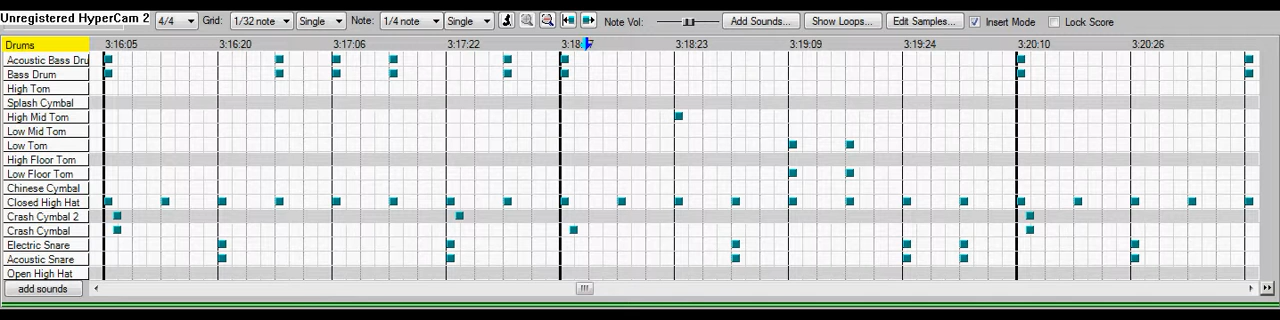 Unregistered HyperCam 2 4/4 Grid: 1/32 note Single Note: 1/4 note Single Note Vol: Add Sounds... Show Loops... Edit Samples... Insert Mode Lock Score
Drums 3:16:05 3:16:20 3:17:06 3:17:22 3:18: 3:18:23 3:19:09 3:19:24 3:20:10 3:20:26
Acoustic Bass Dru
Bass Drum
High Tom
Splash Cymbal
High Mid Tom
Low Mid Tom
Low Tom
High Floor Tom
Low Floor Tom
Chinese Cymbal
Closed High Hat
Crash Cymbal 2
Crash Cymbal
Electric Snare
Acoustic Snare
Open High Hat
add sounds